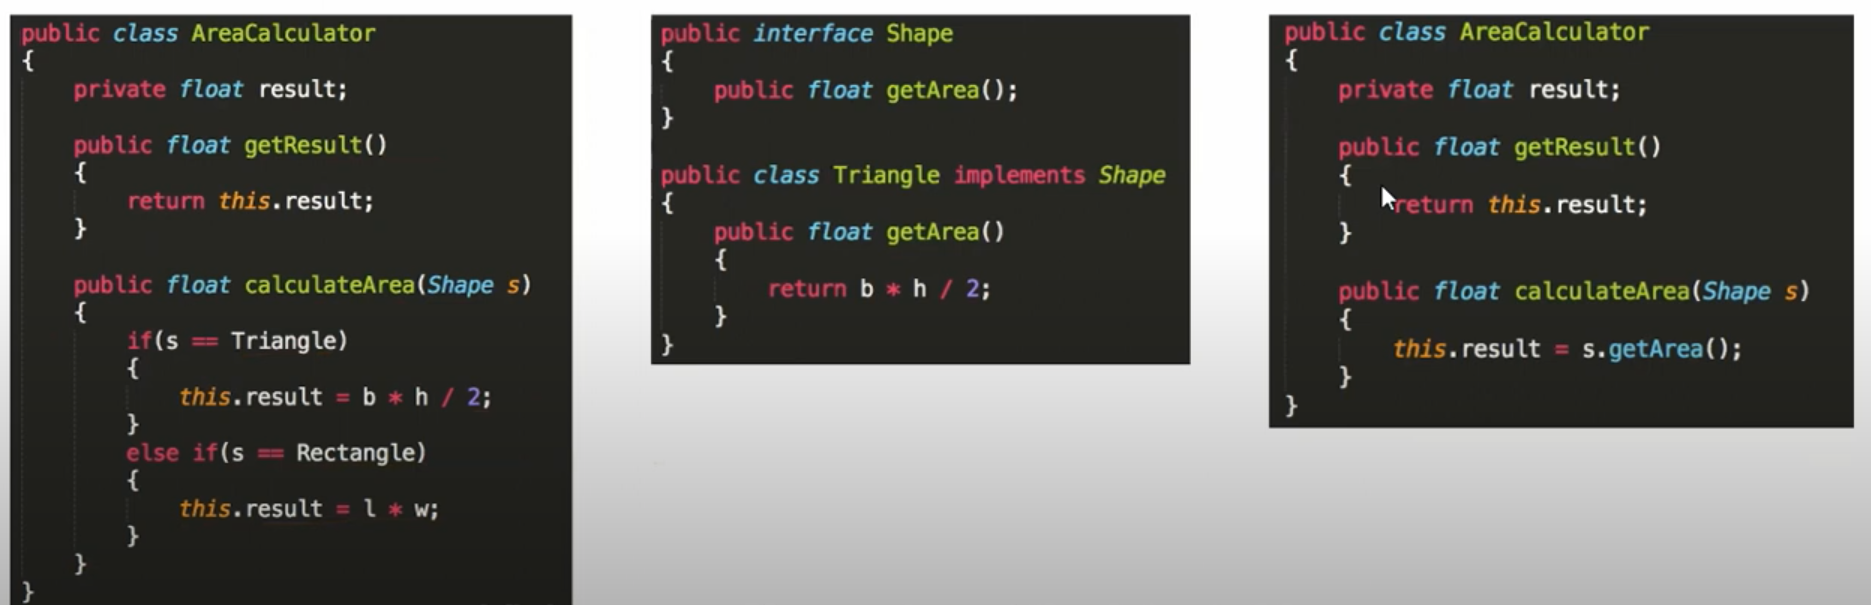 public class AreaCalculator
{
private float result;
public float getResult()
{
return this.result;
}
public float calculateArea(Shape s)
{
if(s == Triangle)
{
this.result = b * h / 2;
}
else if(s == Rectangle)
{
this.result = l * w;
}
}
}
public interface Shape
{
public float getArea();
}
public class Triangle implements Shape
{
public float getArea()
{
return b * h / 2;
}
}
public class AreaCalculator
{
private float result;
public float getResult()
{
return this.result;
}
public float calculateArea(Shape s)
{
this.result = s.getArea();
}
}